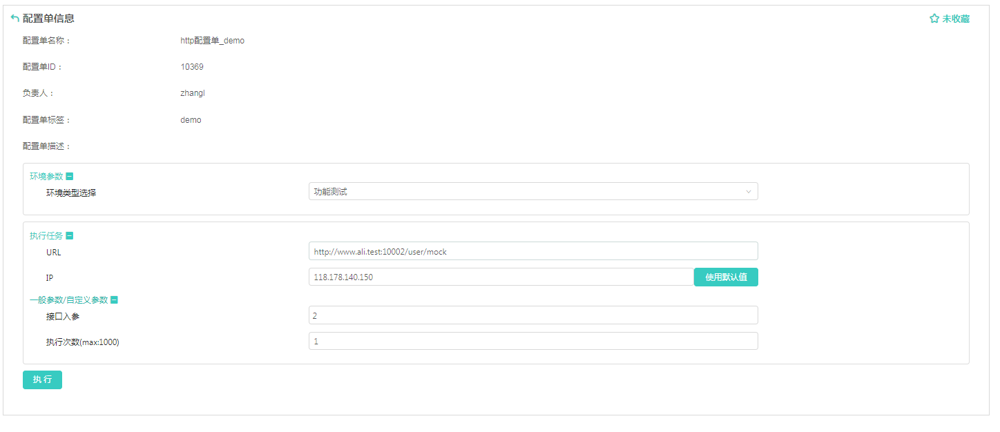 配置单信息
未收藏
配置单名称： http配置单_demo
配置单ID： 10369
负责人： zhangl
配置单标签： demo
配置单描述：
环境参数
环境类型选择 功能测试
执行任务
URL http://www.ali.test:10002/user/mock
IP 118.178.140.150 使用默认值
一般参数/自定义参数
接口入参 2
执行次数(max:1000) 1
执 行